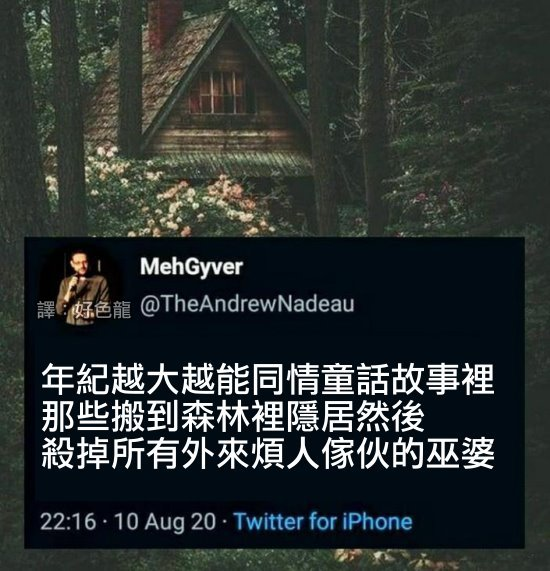 MehGyver
譯：好色龍 @TheAndrewNadeau
年紀越大越能同情童話故事裡
那些搬到森林裡隱居然後
殺掉所有外來煩人傢伙的巫婆
22:16 · 10 Aug 20 · Twitter for iPhone